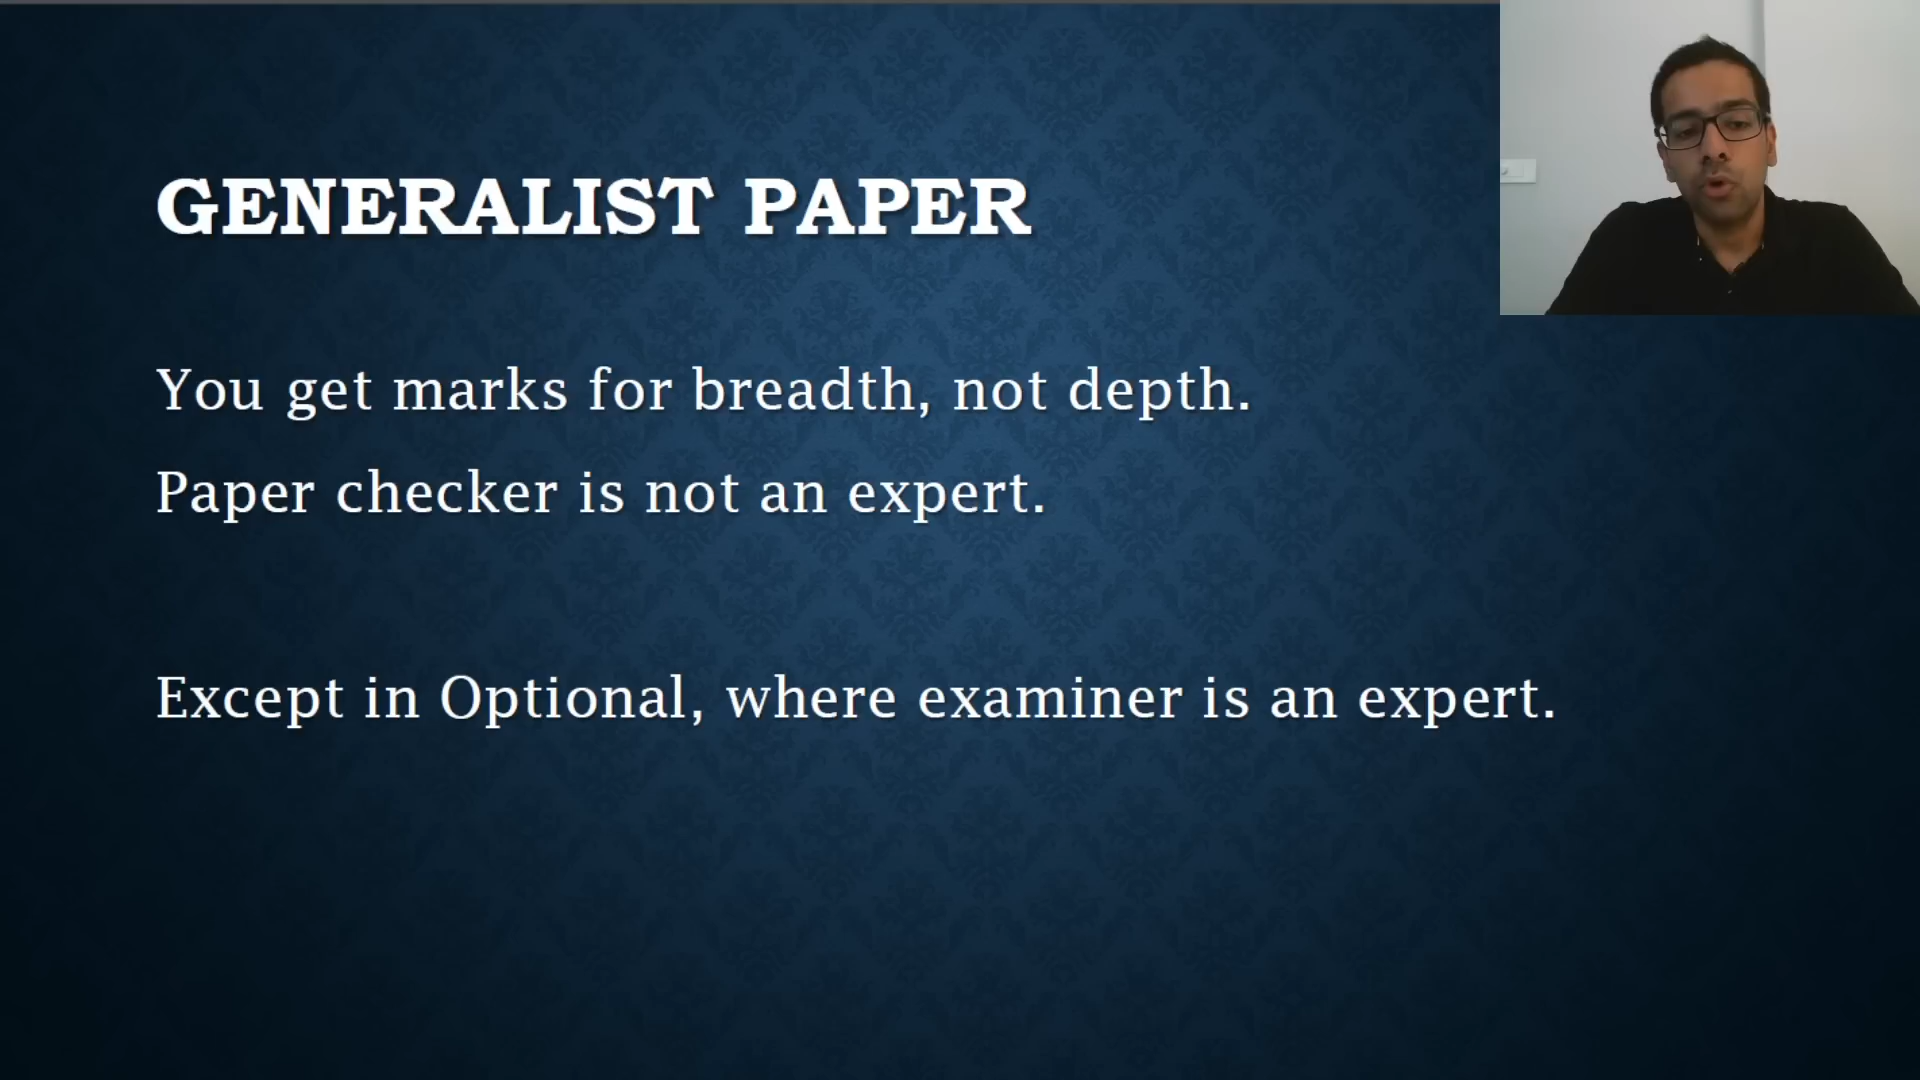 GENERALIST PAPER
You get marks for breadth, not depth.
Paper checker is not an expert.
Except in Optional, where examiner is an expert.